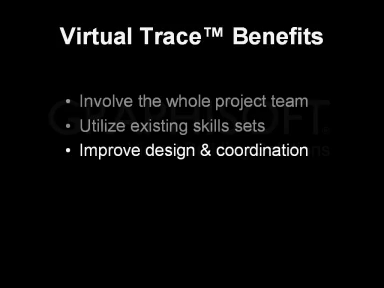 Virtual Trace™ Benefits
• Involve the whole project team
• Utilize existing skills sets
• Improve design & coordination